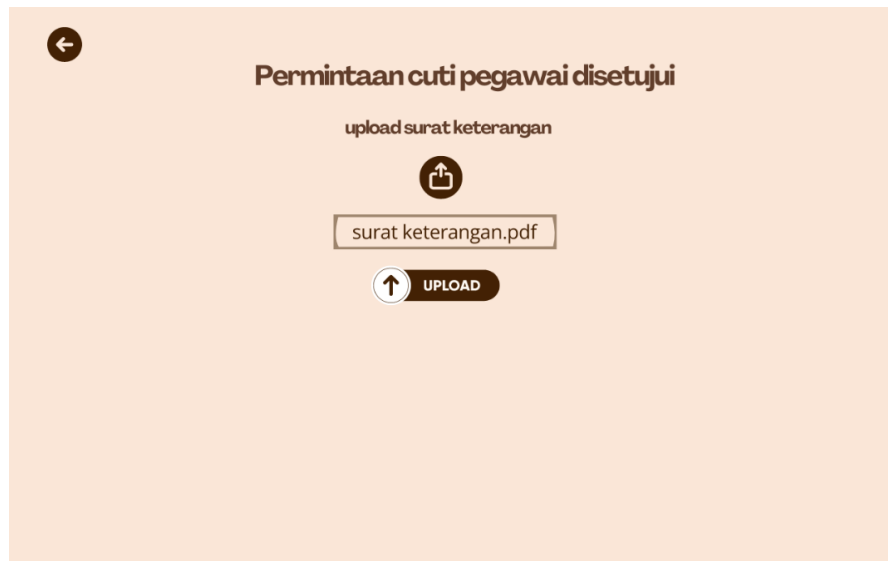 Permintaan cuti pegawai disetujui
upload surat keterangan
surat keterangan.pdf
UPLOAD